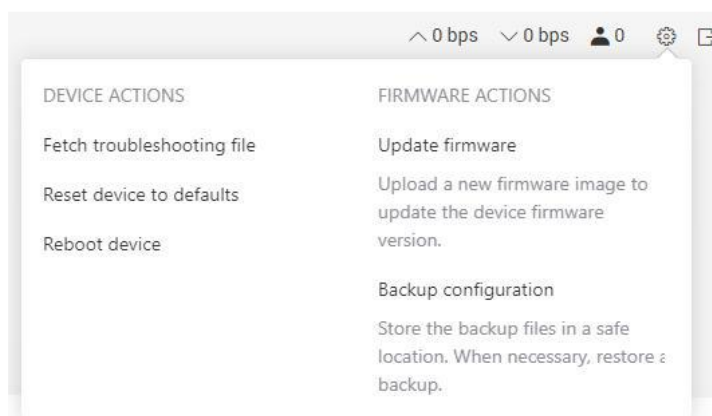 0 bps 0 bps 0
DEVICE ACTIONS
Fetch troubleshooting file
Reset device to defaults
Reboot device
FIRMWARE ACTIONS
Update firmware
Upload a new firmware image to
update the device firmware
version.
Backup configuration
Store the backup files in a safe
location. When necessary, restore a
backup.